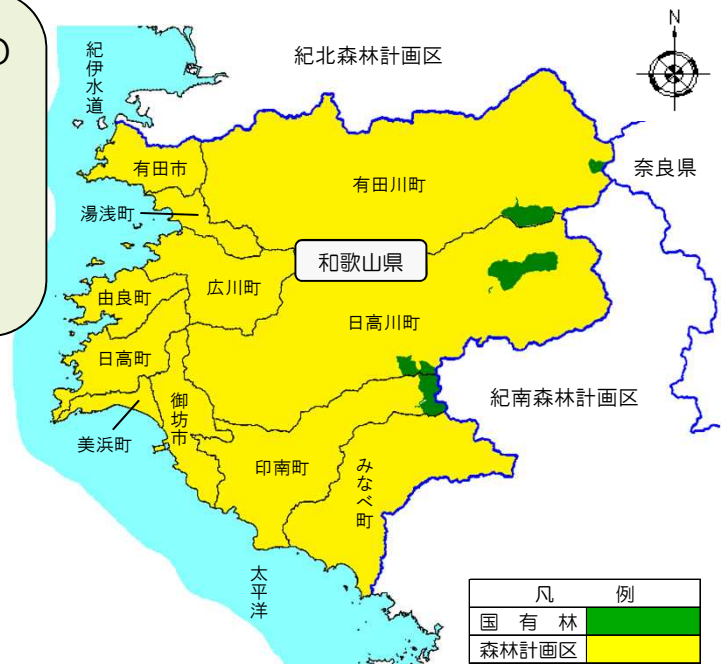 の
紀伊水道
紀北森林計画区
N
奈良県
有田市
有田川町
湯浅町
和歌山県
広川町
由良町
日高川町
日高町
紀南森林計画区
御坊市
美浜町
印南町
みなべ町
太平洋
凡 例
国 有 林
森林計画区